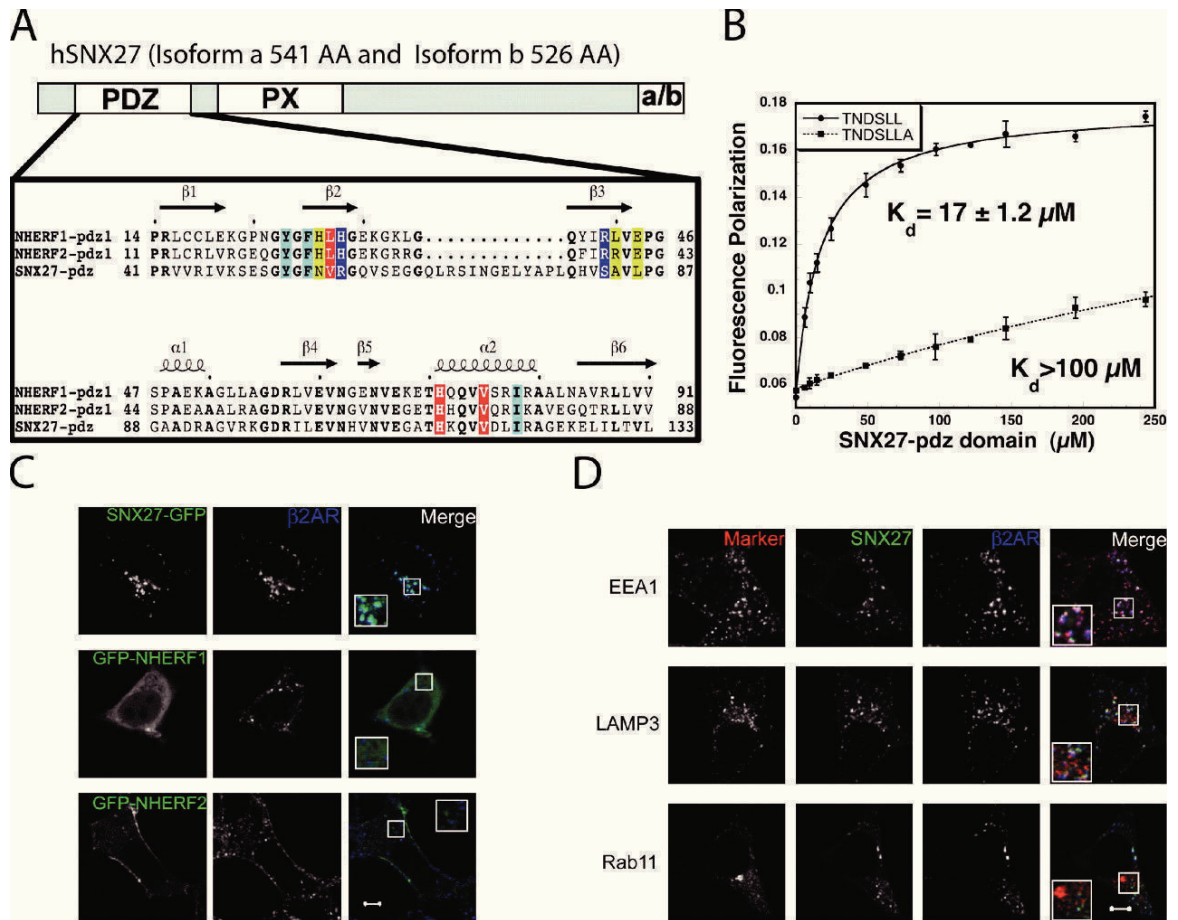 A
hSNX27 (Isoform a 541 AA and Isoform b 526 AA)
PDZ PX a/b
β1 β2 β3
NHERF1-pdz1 14 PRLCCLEKGPNGYGFHLHGEKGKLG.............QYIRLVEPG 46
NHERF2-pdz1 11 PRLCRLVRGEQGYGFHLHGEKGRRG.............QFIRRVEPG 43
SNX27-pdz 41 PRVVRIVKSESGYGFNVRGQVSEGGQLRSINGELYAPLQHVSAVLPG 87
α1 β4 β5 α2 β6
NHERF1-pdz1 47 SPAEKAGLLAGDRLVEVNGENVEKETHQQVVSRIRAALNAVRLLVV 91
NHERF2-pdz1 44 SPAEAAALRAGDRLVEVNGVNVEGETHHQVVQRIKAVEGQTRLLVV 88
SNX27-pdz 88 GAADRAGVRKGDRILEVNHVNVEGATHKQVVDLIRAGEKELILTVL 133
B
0.18
0.16
0.14
0.12
0.1
0.08
0.06
Fluorescence Polarization
TNDSLL
TNDSLLA
Kd= 17 ± 1.2 µM
Kd>100 µM
0 50 100 150 200 250
SNX27-pdz domain (µM)
C
SNX27-GFP β2AR Merge
GFP-NHERF1
GFP-NHERF2
D
Marker SNX27 β2AR Merge
EEA1
LAMP3
Rab11